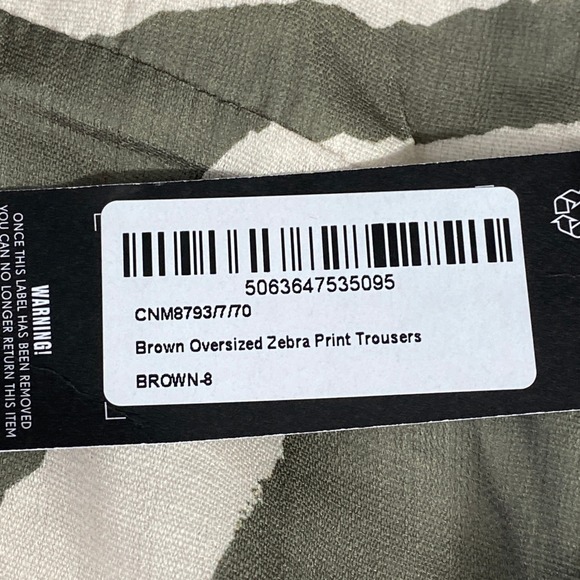 5063647535095
CNM8793/7/70
Brown Oversized Zebra Print Trousers
BROWN-8
WARNING!
ONCE THIS LABEL HAS BEEN REMOVED
YOU CAN NO LONGER RETURN THIS ITEM